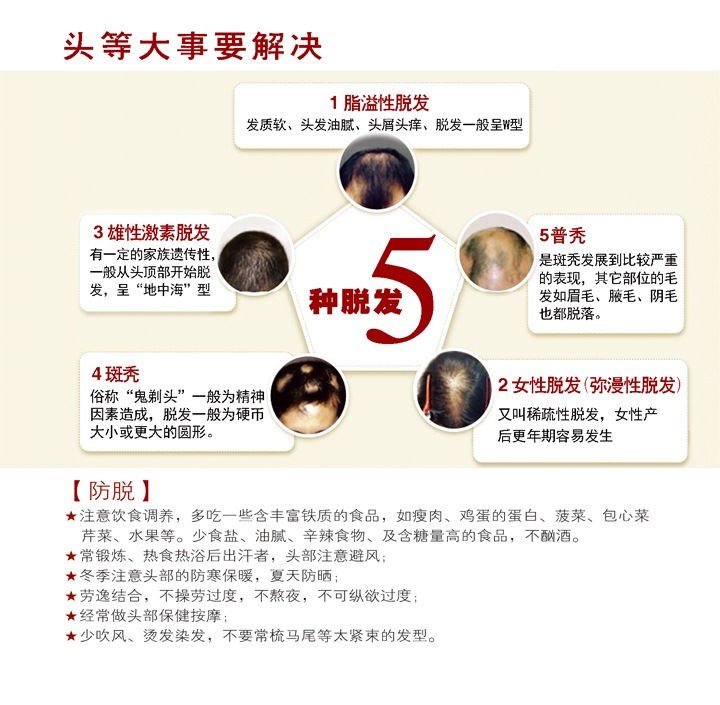 头等大事要解决
1 脂溢性脱发
发质软、头发油腻、头屑头痒、脱发一般呈W型
3 雄性激素脱发
有一定的家族遗传性，
一般从头顶部开始脱
发，呈“地中海”型
5普秃
是斑秃发展到比较严重
的表现，其它部位的毛
发如眉毛、腋毛、阴毛
也都脱落。
5
种脱发
4 斑秃
俗称“鬼剃头”一般为精神
因素造成，脱发一般为硬币
大小或更大的圆形。
2 女性脱发(弥漫性脱发)
又叫稀疏性脱发，女性产
后更年期容易发生
【防脱】
★注意饮食调养，多吃一些含丰富铁质的食品，如瘦肉、鸡蛋的蛋白、菠菜、包心菜
芹菜、水果等。少食盐、油腻、辛辣食物、及含糖量高的食品，不酗酒。
★常锻炼、热食热浴后出汗者，头部注意避风;
★冬季注意头部的防寒保暖，夏天防晒;
★劳逸结合，不操劳过度，不熬夜，不可纵欲过度;
★经常做头部保健按摩;
★少吹风、烫发染发，不要常梳马尾等太紧束的发型。